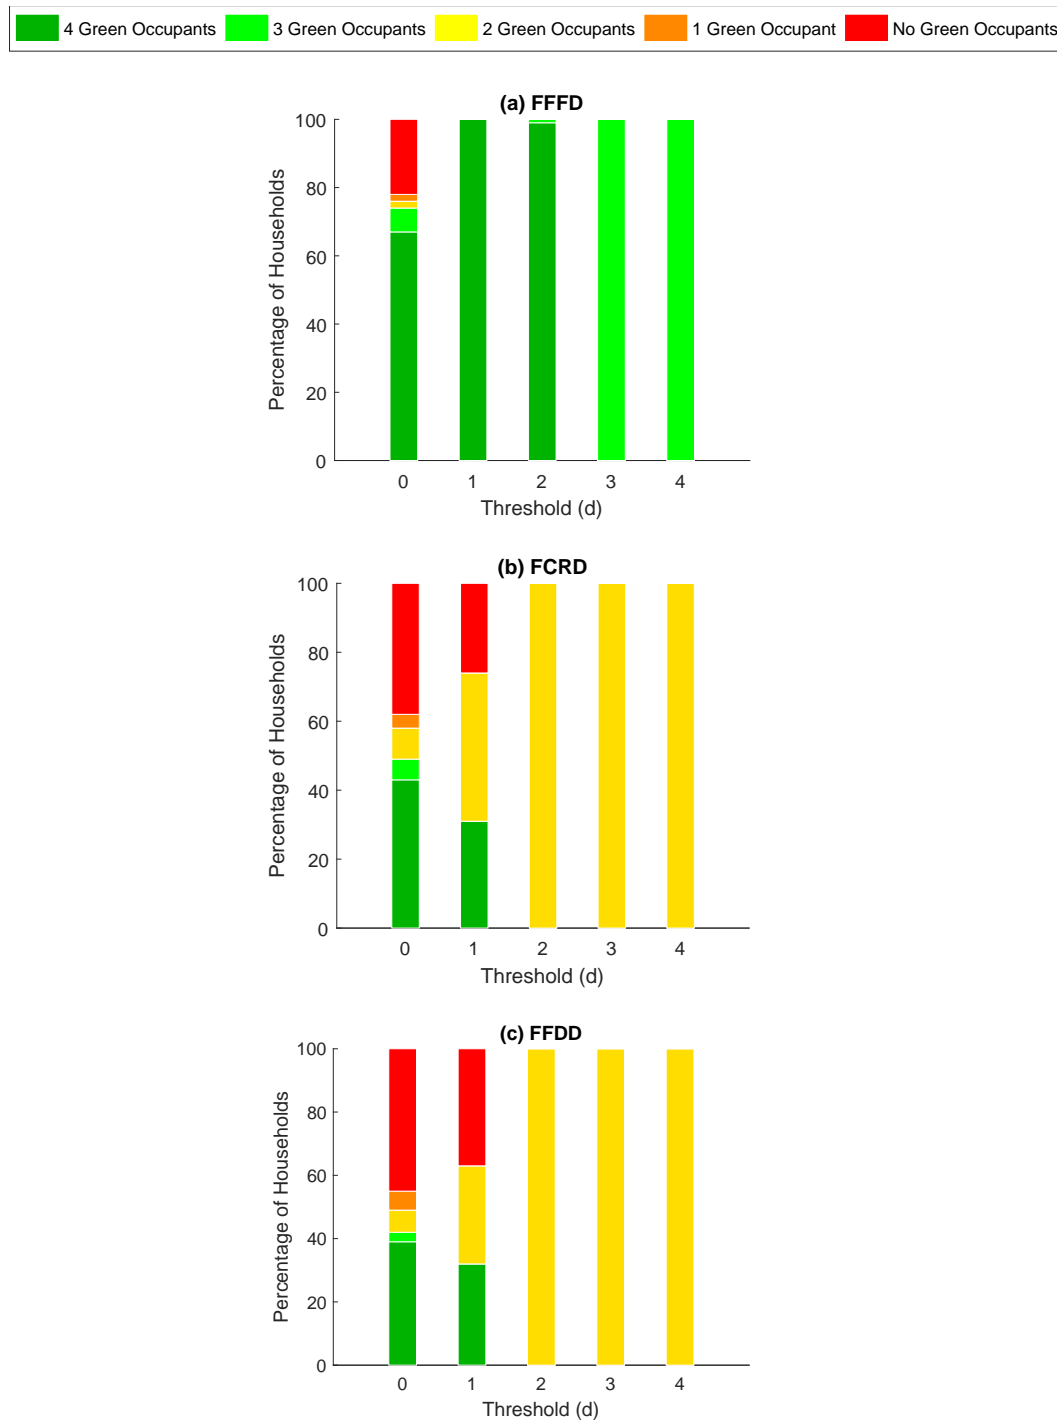 4 Green Occupants 3 Green Occupants 2 Green Occupants 1 Green Occupant No Green Occupants
(a) FFFD
Percentage of Households
100
80
60
40
20
0
0 1 2 3 4
Threshold (d)
(b) FCRD
Percentage of Households
100
80
60
40
20
0
0 1 2 3 4
Threshold (d)
(c) FFDD
Percentage of Households
100
80
60
40
20
0
0 1 2 3 4
Threshold (d)